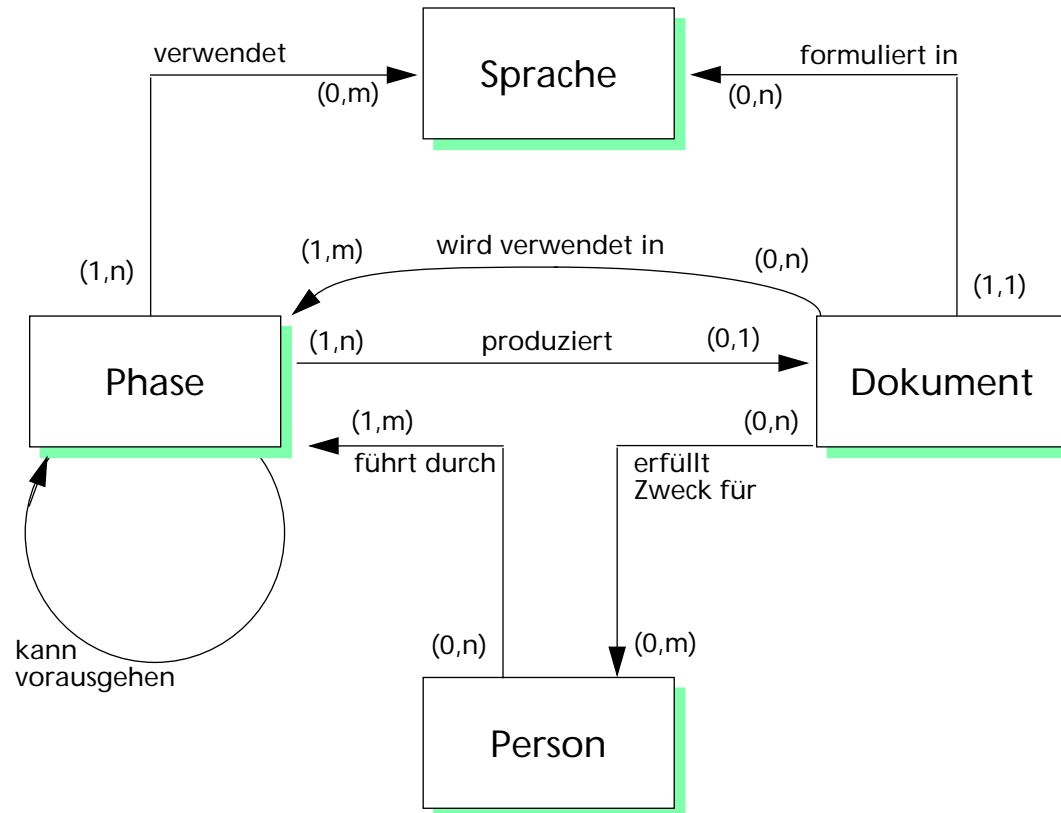 verwendet
formuliert in
Sprache
(0,m)
(0,n)
wird verwendet in
(1,m)
(0,n)
(1,n)
(1,1)
(1,n)
produziert
(0,1)
Phase
Dokument
(1,m)
(0,n)
führt durch
erfüllt
Zweck für
kann
vorausgehen
(0,n)
(0,m)
Person